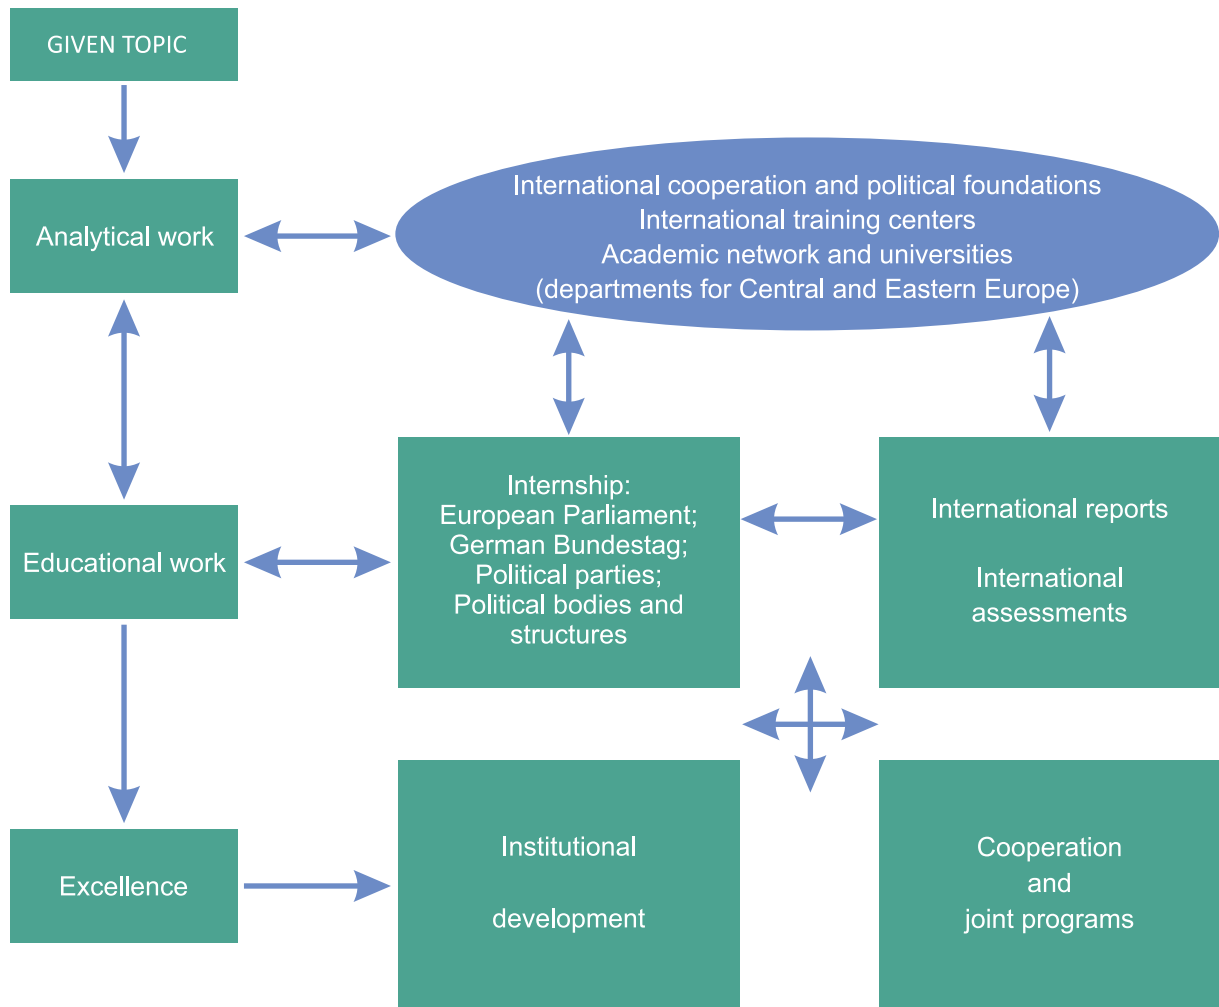 GIVEN TOPIC
Analytical work
International cooperation and political foundations
International training centers
Academic network and universities
(departments for Central and Eastern Europe)
Educational work
Internship:
European Parliament;
German Bundestag;
Political parties;
Political bodies and
structures
International reports
International
assessments
Excellence
Institutional
development
Cooperation
and
joint programs